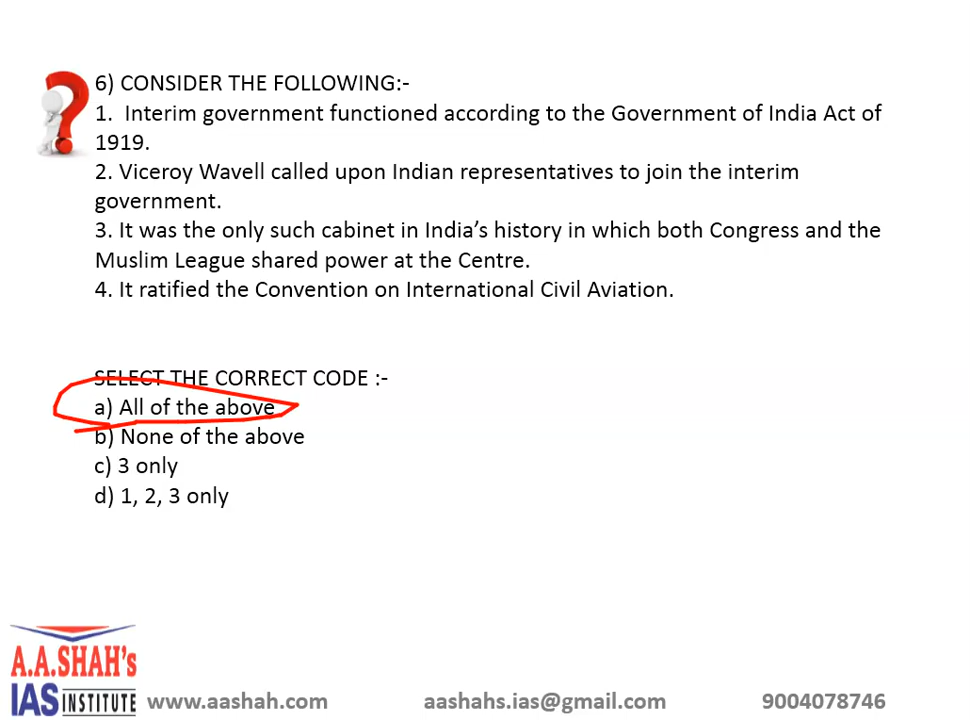 6) CONSIDER THE FOLLOWING:-
1.  Interim government functioned according to the Government of India Act of
1919.
2. Viceroy Wavell called upon Indian representatives to join the interim
government.
3. It was the only such cabinet in India’s history in which both Congress and the
Muslim League shared power at the Centre.
4. It ratified the Convention on International Civil Aviation.
SELECT THE CORRECT CODE :-
a) All of the above
b) None of the above
c) 3 only
d) 1, 2, 3 only
A.A.SHAH's
IAS INSTITUTE
www.aashah.com
aashahs.ias@gmail.com
9004078746